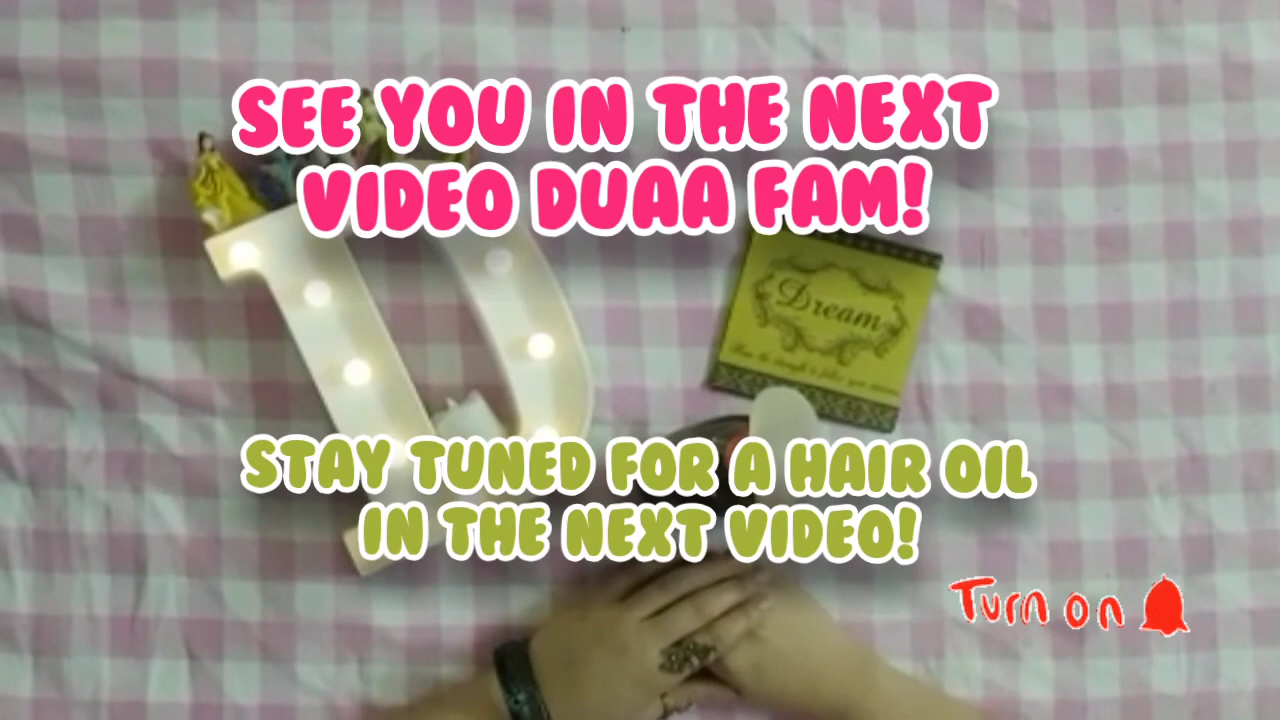 SEE YOU IN THE NEXT
VIDEO DUAA FAM!
Dream
STAY TUNED FOR A HAIR OIL
IN THE NEXT VIDEO!
Turn on